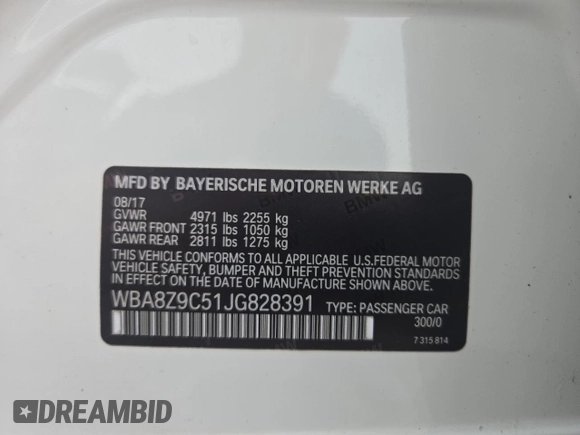 MFD BY BAYERISCHE MOTOREN WERKE AG
08/17
GVWR 4971 lbs 2255 kg
GAWR FRONT 2315 lbs 1050 kg
GAWR REAR 2811 lbs 1275 kg
THIS VEHICLE CONFORMS TO ALL APPLICABLE U.S.FEDERAL MOTOR
VEHICLE SAFETY, BUMPER AND THEFT PREVENTION STANDARDS
IN EFFECT ON THE DATE OF MANUFACTURE SHOWN ABOVE.
WBA8Z9C51JG828391 TYPE: PASSENGER CAR
300/0
7 315 814
DREAMBID